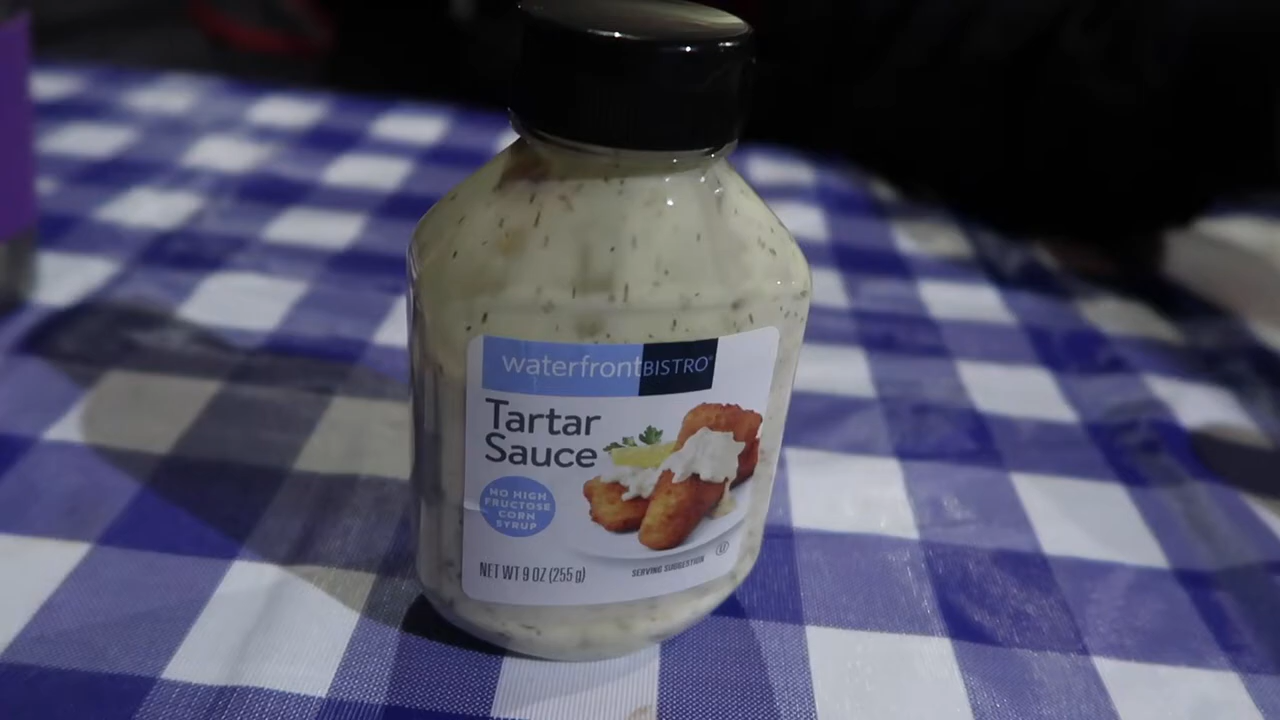 waterfrontBISTRO®
Tartar
Sauce
NO HIGH
FRUCTOSE
CORN
SYRUP
NET WT 9 OZ (255 g)
SERVING SUGGESTION